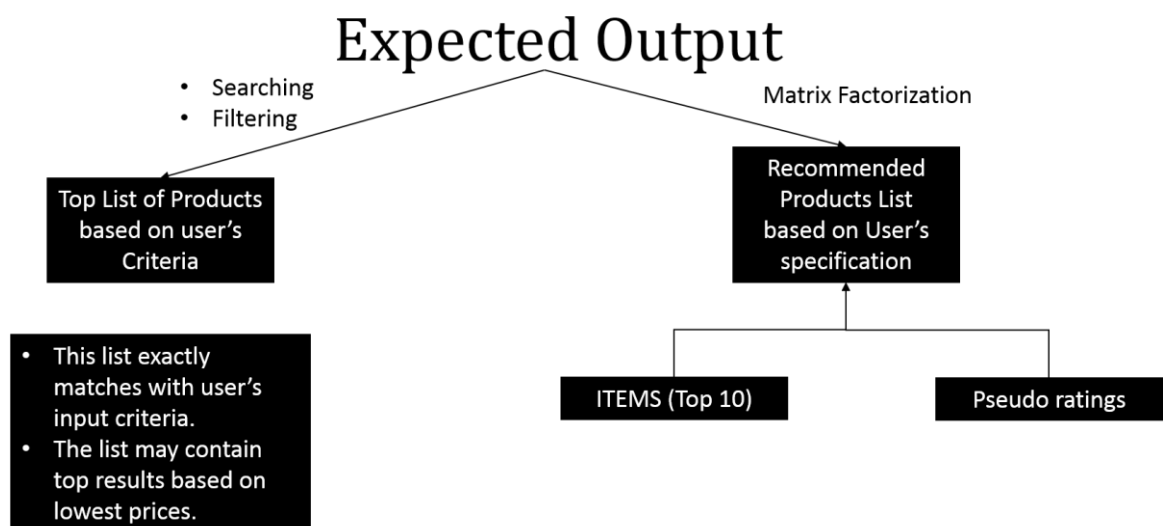 Expected Output
• Searching
• Filtering
Matrix Factorization
Top List of Products
based on user’s
Criteria
Recommended
Products List
based on User’s
specification
• This list exactly
matches with user’s
input criteria.
• The list may contain
top results based on
lowest prices.
ITEMS (Top 10)
Pseudo ratings